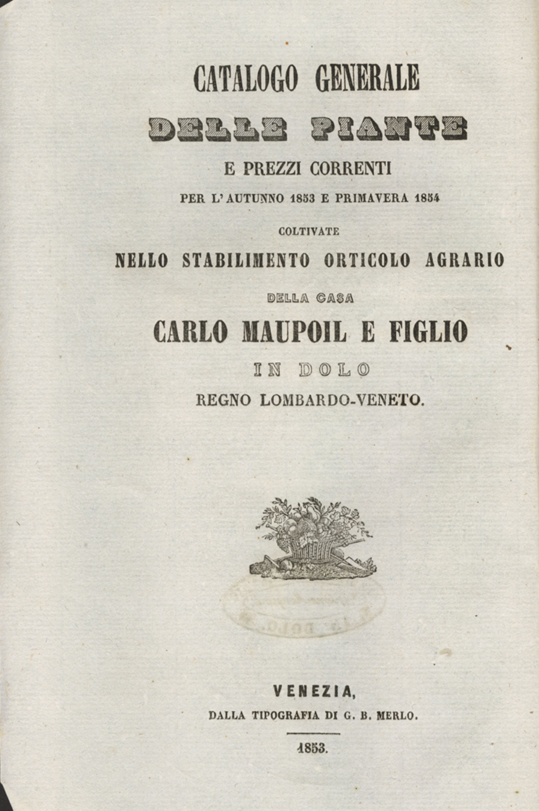 CATALOGO GENERALE
DELLE PIANTE
E PREZZI CORRENTI
PER L' AUTUNNO 1853 E PRIMAVERA 1854
COLTIVATE
NELLO STABILIMENTO ORTICOLO AGRARIO
DELLA CASA
CARLO MAUPOIL E FIGLIO
IN DOLO
REGNO LOMBARDO-VENETO.
VENEZIA,
DALLA TIPOGRAFIA DI G. B. MERLO.
1853.